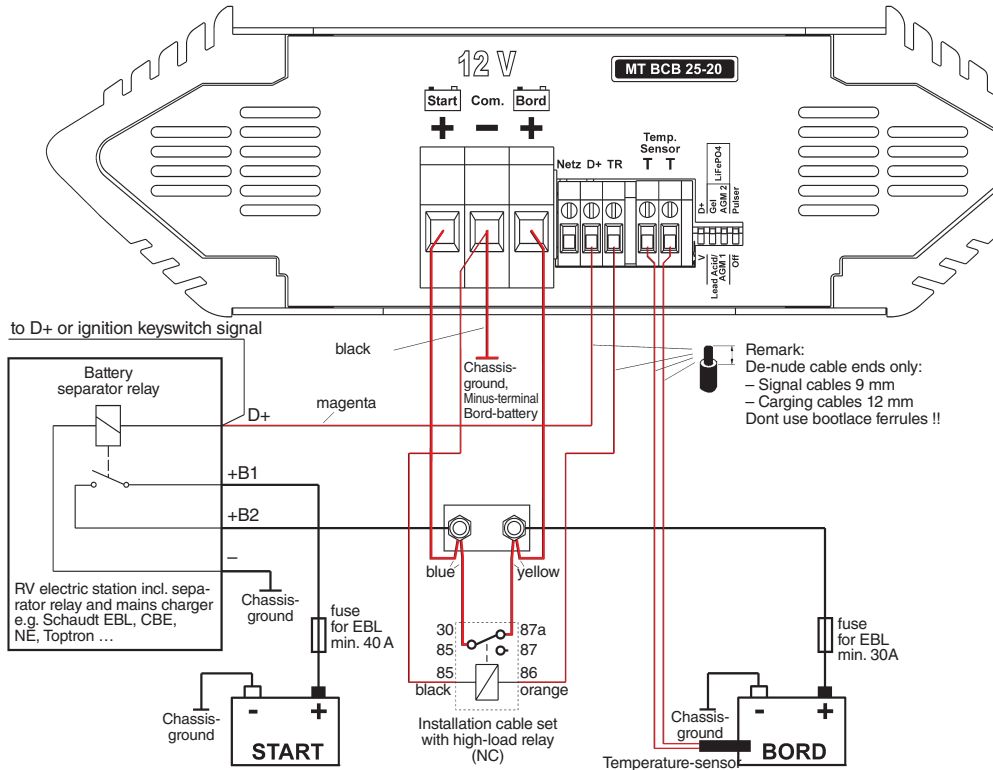 12 V
MT BCB 25-20
Start Com. Bord
+ – +
Temp.
Sensor
Netz D+ TR T T
LiFePO4
D+
Gel
AGM 2
Pulser
V
Lead Acid/
AGM 1
Off
to D+ or ignition keyswitch signal
Battery
separator relay
D+
magenta
black
Chassis-
ground,
Minus-terminal
Bord-battery
Remark:
De-nude cable ends only:
– Signal cables 9 mm
– Carging cables 12 mm
Dont use bootlace ferrules !!
+B1
+B2
–
RV electric station incl. sepa-
rator relay and mains charger
e.g. Schaudt EBL, CBE,
NE, Toptron ...
Chassis-
ground
fuse
for EBL
min. 40 A
blue
yellow
30
87a
85
87
85
86
black
orange
Installation cable set
with high-load relay
(NC)
fuse
for EBL
min. 30A
Chassis-
ground
- +
START
Chassis-
ground
- +
BORD
Temperature-sensor